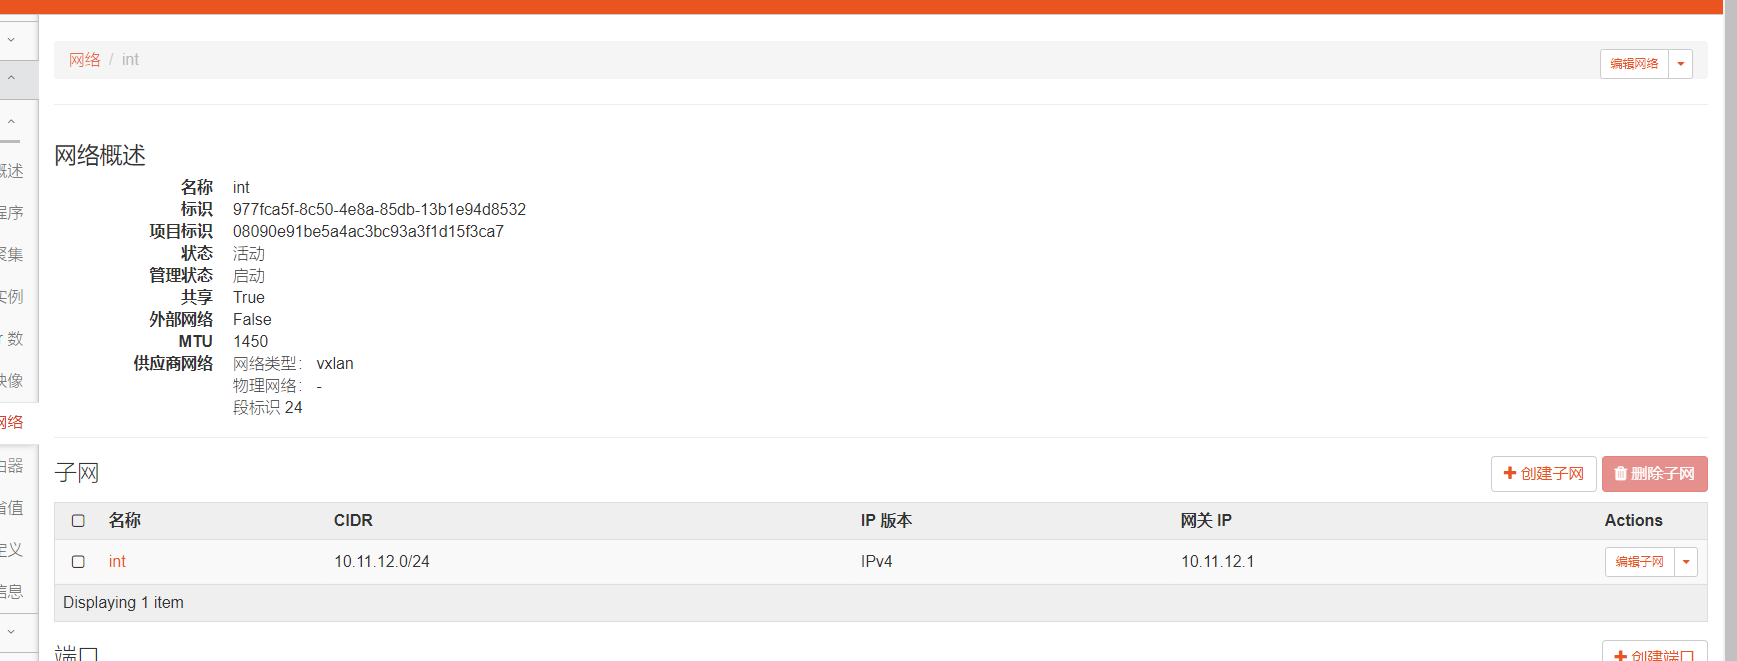 网络 / int
编辑网络
网络概述
名称 int
标识 977fca5f-8c50-4e8a-85db-13b1e94d8532
项目标识 08090e91be5a4ac3bc93a3f1d15f3ca7
状态 活动
管理状态 启动
共享 True
外部网络 False
MTU 1450
供应商网络 网络类型： vxlan
物理网络： -
段标识 24
概述
程序
聚集
实例
r 数
映像
网络
由器
省值
定义
信息
子网
创建子网
删除子网
名称 CIDR IP 版本 网关 IP Actions
int 10.11.12.0/24 IPv4 10.11.12.1 编辑子网
Displaying 1 item
端口
创建端口